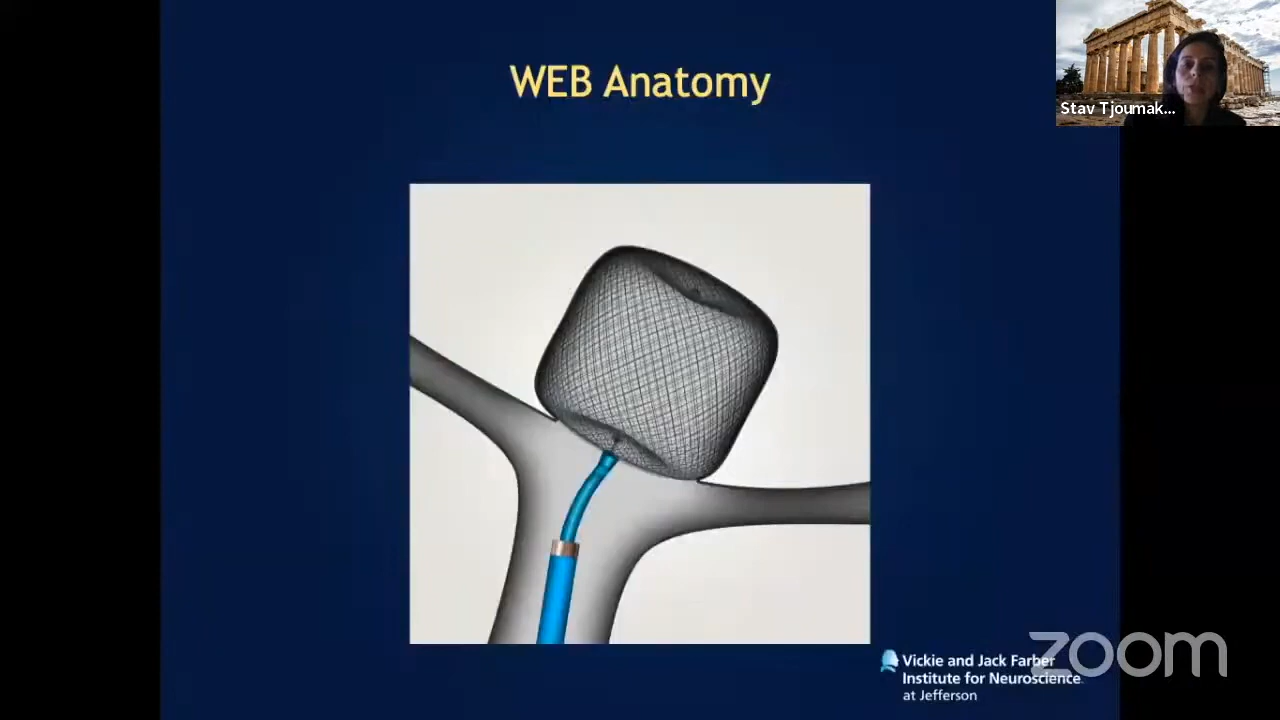 WEB Anatomy
Stav Tjoumak...
Vickie and Jack Farber
Institute for Neuroscience
at Jefferson
zoom